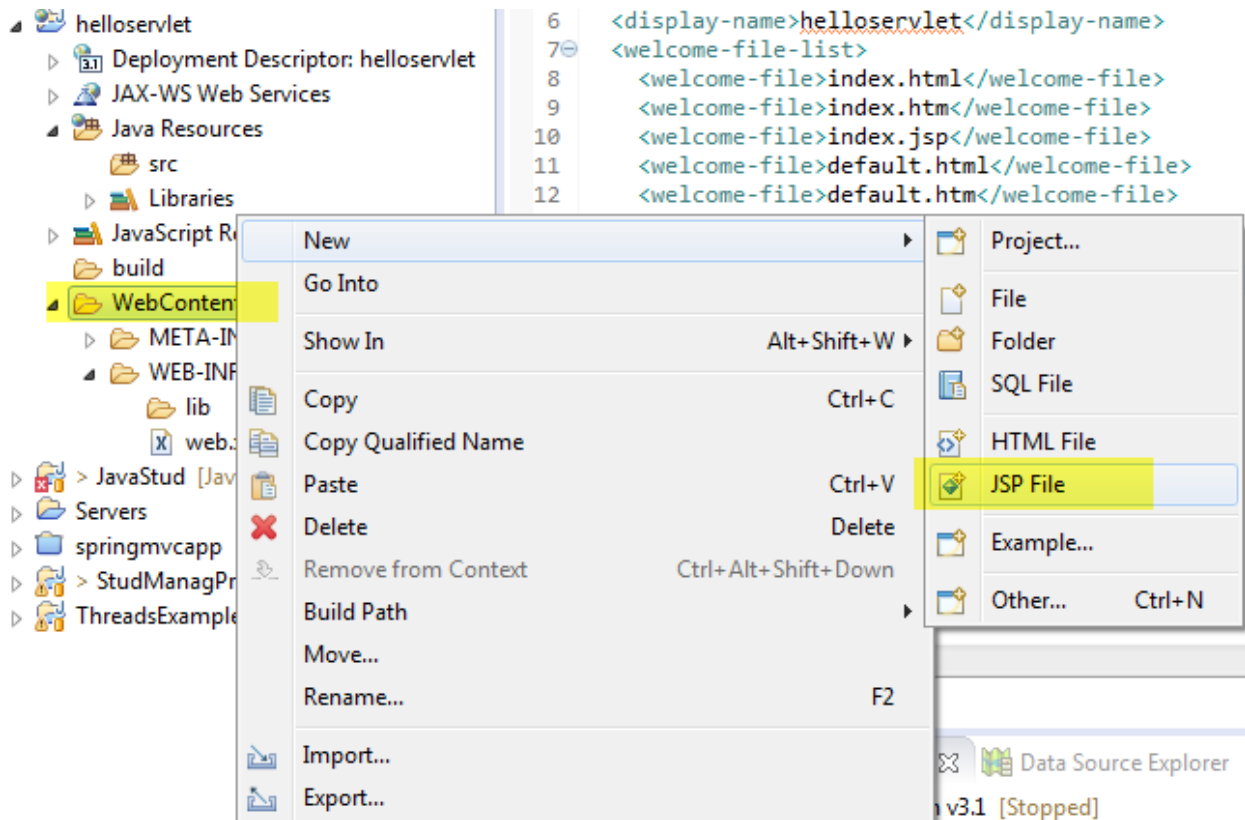 helloservlet
3.1 Deployment Descriptor: helloservlet
JAX-WS Web Services
Java Resources
src
Libraries
JavaScript
build
WebContent
META-IN
WEB-INF
lib
web.
> JavaStud [Jav
Servers
springmvcapp
> StudManagPr
ThreadsExample
6 <display-name>helloservlet</display-name>
7 <welcome-file-list>
8 <welcome-file>index.html</welcome-file>
9 <welcome-file>index.htm</welcome-file>
10 <welcome-file>index.jsp</welcome-file>
11 <welcome-file>default.html</welcome-file>
12 <welcome-file>default.htm</welcome-file>
New
Go Into
Show In Alt+Shift+W
Copy Ctrl+C
Copy Qualified Name
Paste Ctrl+V
Delete Delete
Remove from Context Ctrl+Alt+Shift+Down
Build Path
Move...
Rename... F2
Import...
Export...
Project...
File
Folder
SQL File
HTML File
JSP File
Example...
Other... Ctrl+N
Data Source Explorer
v3.1 [Stopped]